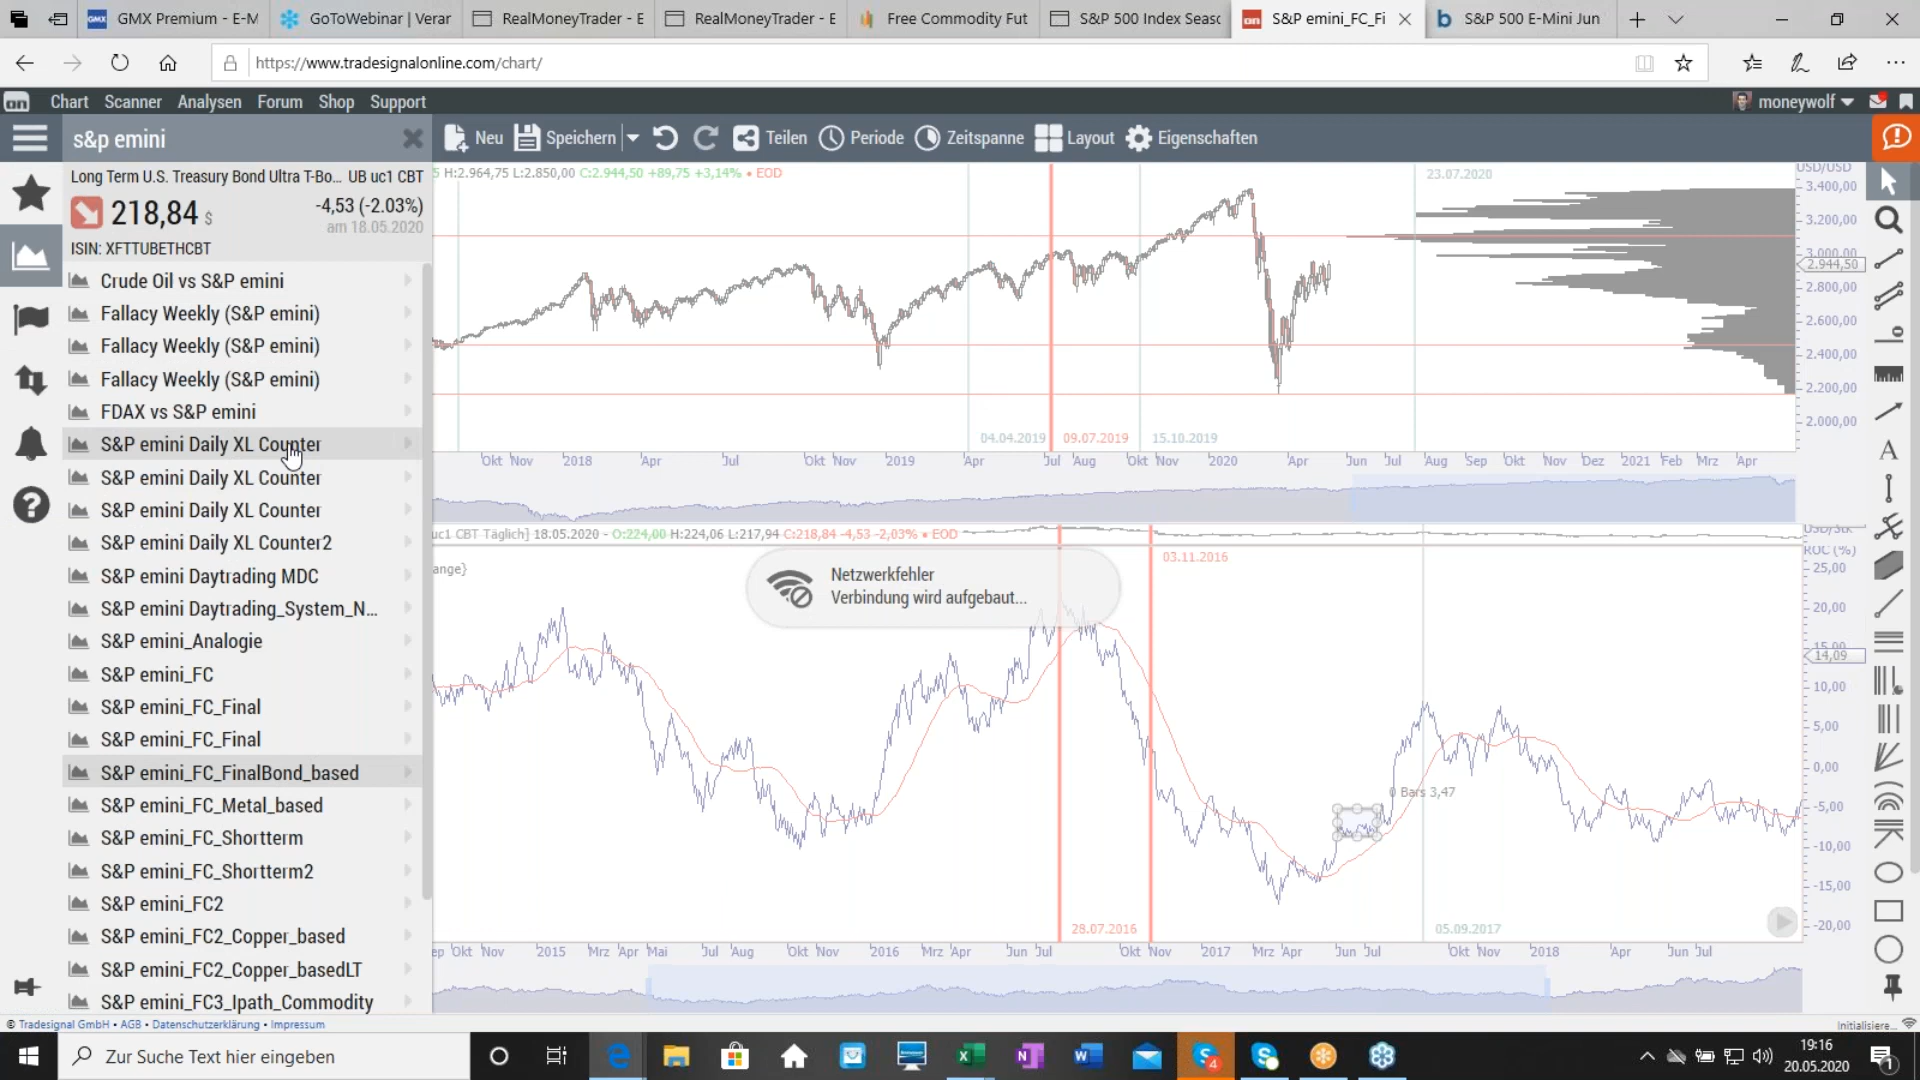 GMX Premium - E-M
GoToWebinar | Verar
RealMoneyTrader - E
RealMoneyTrader - E
Free Commodity Fut
S&P 500 Index Seaso
S&P emini_FC_Fi
S&P 500 E-Mini Jun
https://www.tradesignalonline.com/chart/
on Chart Scanner Analysen Forum Shop Support
moneywolf
s&p emini
Neu Speichern Teilen Periode Zeitspanne Layout Eigenschaften
Long Term U.S. Treasury Bond Ultra T-Bo... UB uc1 CBT
218,84 $
-4,53 (-2.03%)
am 18.05.2020
ISIN: XFTTUBETHCBT
Crude Oil vs S&P emini
Fallacy Weekly (S&P emini)
Fallacy Weekly (S&P emini)
Fallacy Weekly (S&P emini)
FDAX vs S&P emini
S&P emini Daily XL Counter
S&P emini Daily XL Counter
S&P emini Daily XL Counter
S&P emini Daily XL Counter2
S&P emini Daytrading MDC
S&P emini Daytrading_System_N...
S&P emini_Analogie
S&P emini_FC
S&P emini_FC_Final
S&P emini_FC_Final
S&P emini_FC_FinalBond_based
S&P emini_FC_Metal_based
S&P emini_FC_Shortterm
S&P emini_FC_Shortterm2
S&P emini_FC2
S&P emini_FC2_Copper_based
S&P emini_FC2_Copper_basedLT
S&P emini_FC3_Ipath_Commodity
5 H:2.964,75 L:2.850,00 C:2.944,50 +89,75 +3,14% • EOD
23.07.2020
USD/USD
3.400,00
3.200,00
3.000,00
2.944,50
2.800,00
2.600,00
2.400,00
2.200,00
2.000,00
04.04.2019 09.07.2019 15.10.2019
Okt Nov 2018 Apr Jul Okt Nov 2019 Apr Jul Aug Okt Nov 2020 Apr Jun Jul Aug Sep Okt Nov Dez 2021 Feb Mrz Apr
uc1 CBT Täglich] 18.05.2020 - O:224,00 H:224,06 L:217,94 C:218,84 -4,53 -2,03% • EOD
ange}
03.11.2016
Netzwerkfehler
Verbindung wird aufgebaut...
ROC (%)
25,00
20,00
15,00
14,09
10,00
5,00
0,00
-5,00
-10,00
-15,00
-20,00
0 Bars 3,47
28.07.2016
05.09.2017
ep Okt Nov 2015 Mrz Apr Mai Jul Aug Okt Nov 2016 Mrz Apr Jun Jul Okt Nov 2017 Mrz Apr Jun Jul Okt Nov 2018 Apr Jun Jul
© Tradesignal GmbH • AGB • Datenschutzerklärung • Impressum
Initialisiere...
Zur Suche Text hier eingeben
4
19:16
20.05.2020
1